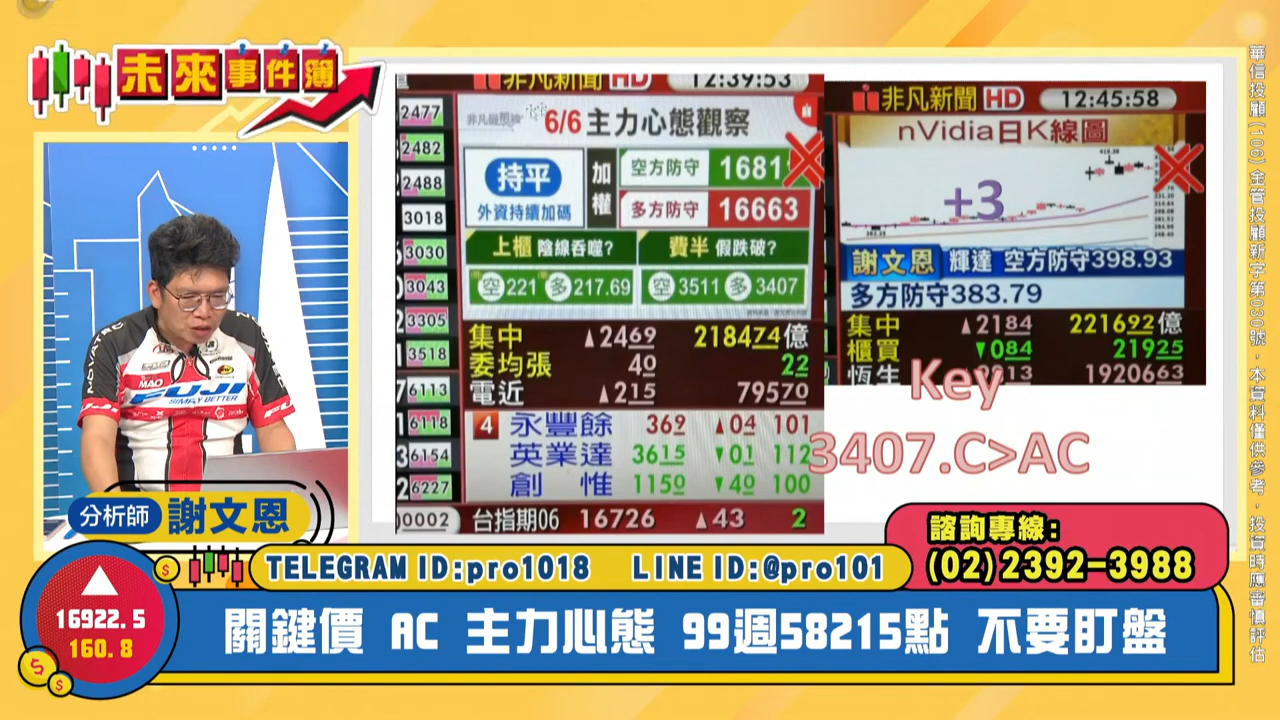 未來事件簿
非凡新聞 HD 12:39:53
2477
2482
2488
3018
3030
3043
3305
3518
6113
6118
6154
6227
6/6主力心態觀察
持平
外資持續加碼
加權
空方防守 1681
多方防守 16663
上櫃 陰線吞噬?
費半 假跌破?
空 221 多 217.69
空 3511 多 3407
集中 ▲2469 218474億
委均張 40 22
電近 ▲215 79570
4 永豐餘 369 ▲04 101
英業達 3615 ▼01 112
創惟 1150 ▼40 100
台指期06 16726 ▲43 2
非凡新聞 HD 12:45:58
nVidia日K線圖
+3
謝文恩 輝達 空方防守398.93
多方防守383.79
集中 ▲2184 221692億
櫃買 ▼084 21925
恆生 1920663
Key
3407.C>AC
分析師 謝文恩
諮詢專線:
(02)2392-3988
TELEGRAM ID:pro1018 LINE ID:@pro101
16922.5
160.8
關鍵價 AC 主力心態 99週58215點 不要盯盤
華信投顧(106)金管投顧新字第030號,本資料僅供參考,投資時應審慎評估
NOVATRU
MAO
FUJI
SIMPLY BETTER
FUJI